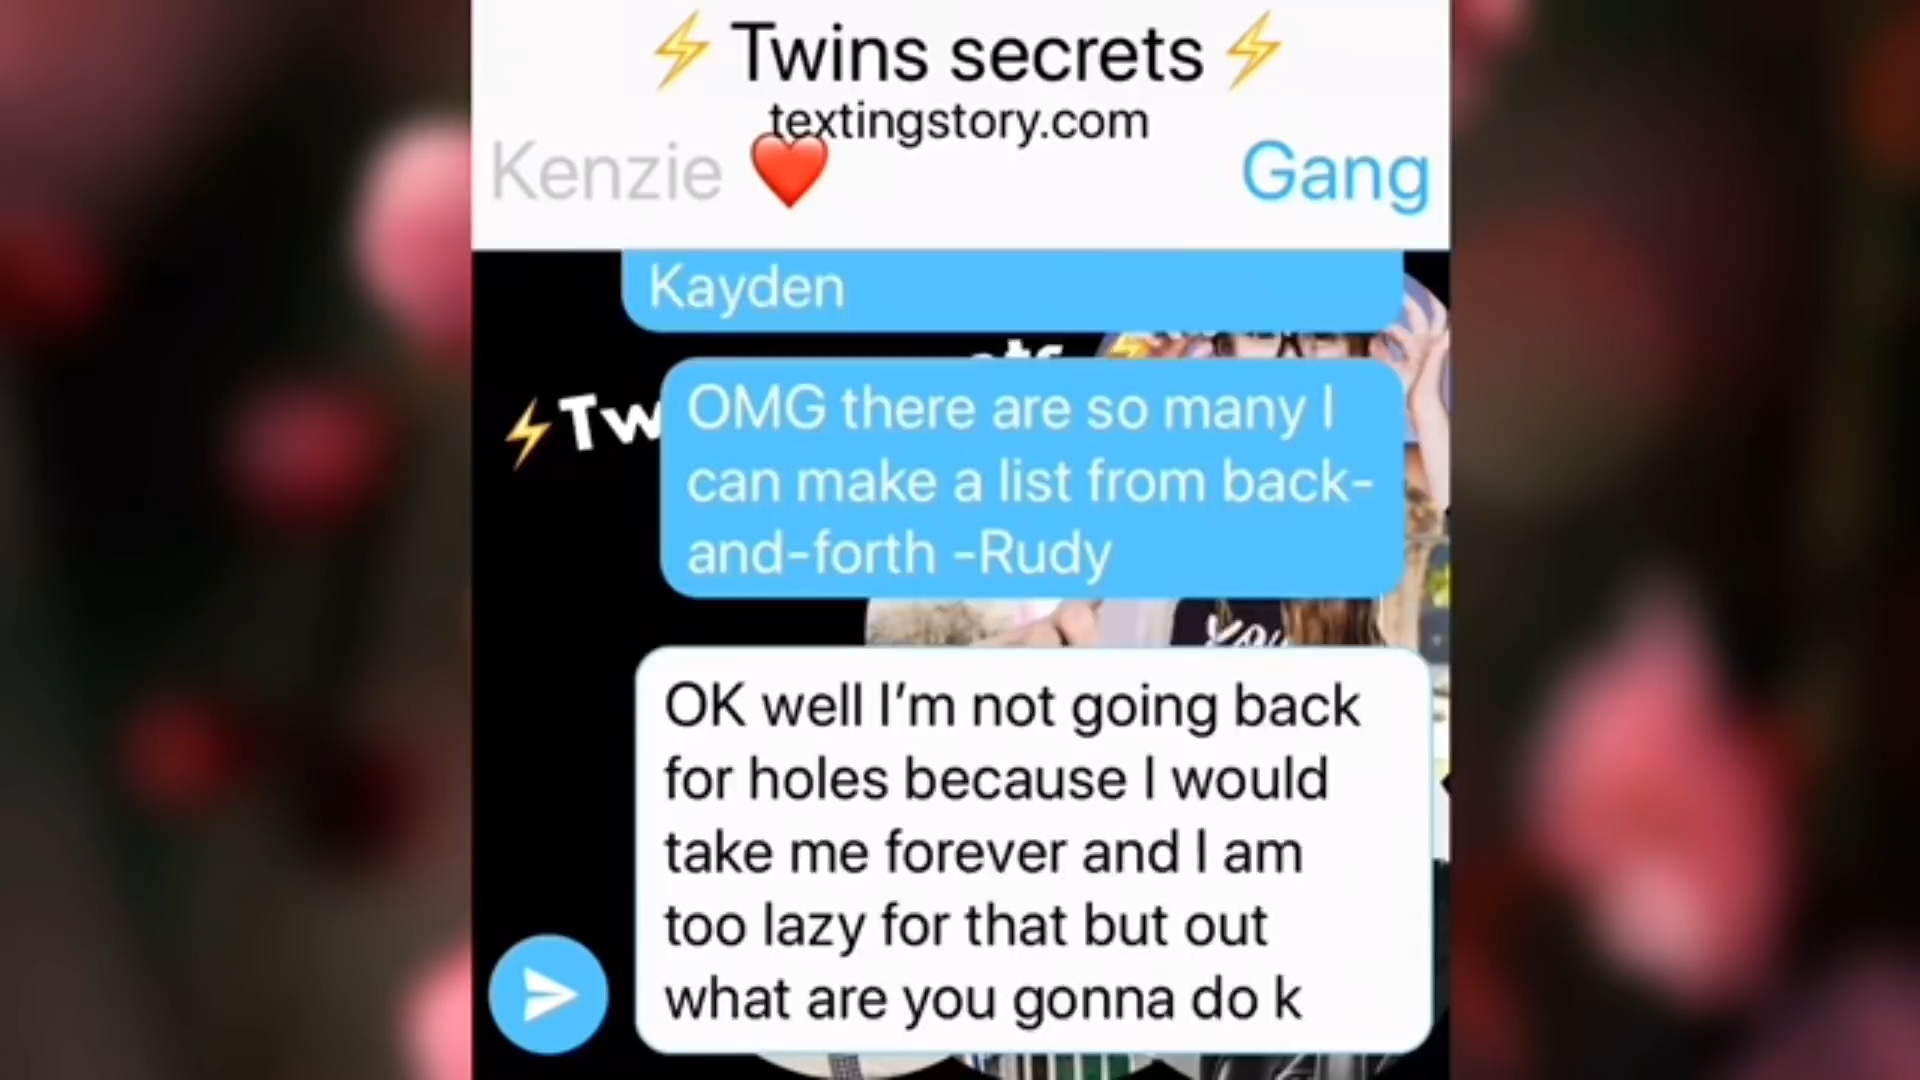 ⚡ Twins secrets ⚡
textingstory.com
Kenzie ❤️ Gang
Kayden
⚡Tw
OMG there are so many I
can make a list from back-
and-forth -Rudy
OK well I'm not going back
for holes because I would
take me forever and I am
too lazy for that but out
what are you gonna do k